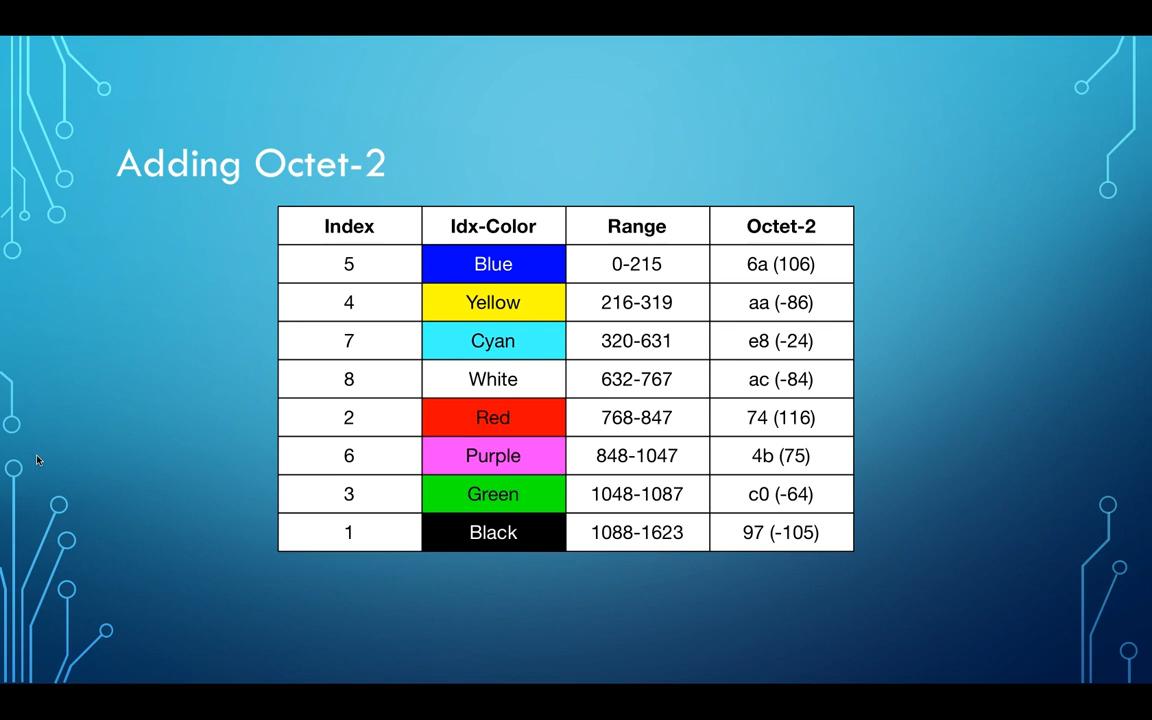 Adding Octet-2
Index Idx-Color Range Octet-2
5 Blue 0-215 6a (106)
4 Yellow 216-319 aa (-86)
7 Cyan 320-631 e8 (-24)
8 White 632-767 ac (-84)
2 Red 768-847 74 (116)
6 Purple 848-1047 4b (75)
3 Green 1048-1087 c0 (-64)
1 Black 1088-1623 97 (-105)